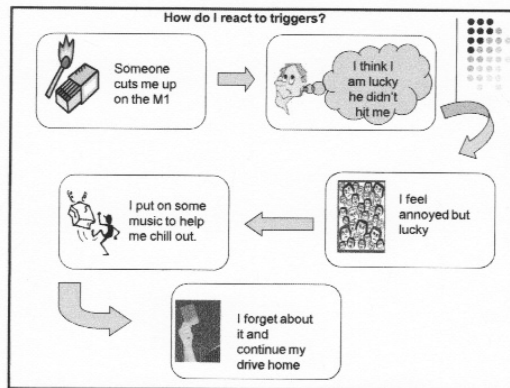 How do I react to triggers?
Someone
cuts me up
on the M1
I think I
am lucky
he didn't
hit me
I feel
annoyed but
lucky
I put on some
music to help
me chill out.
I forget about
it and
continue my
drive home